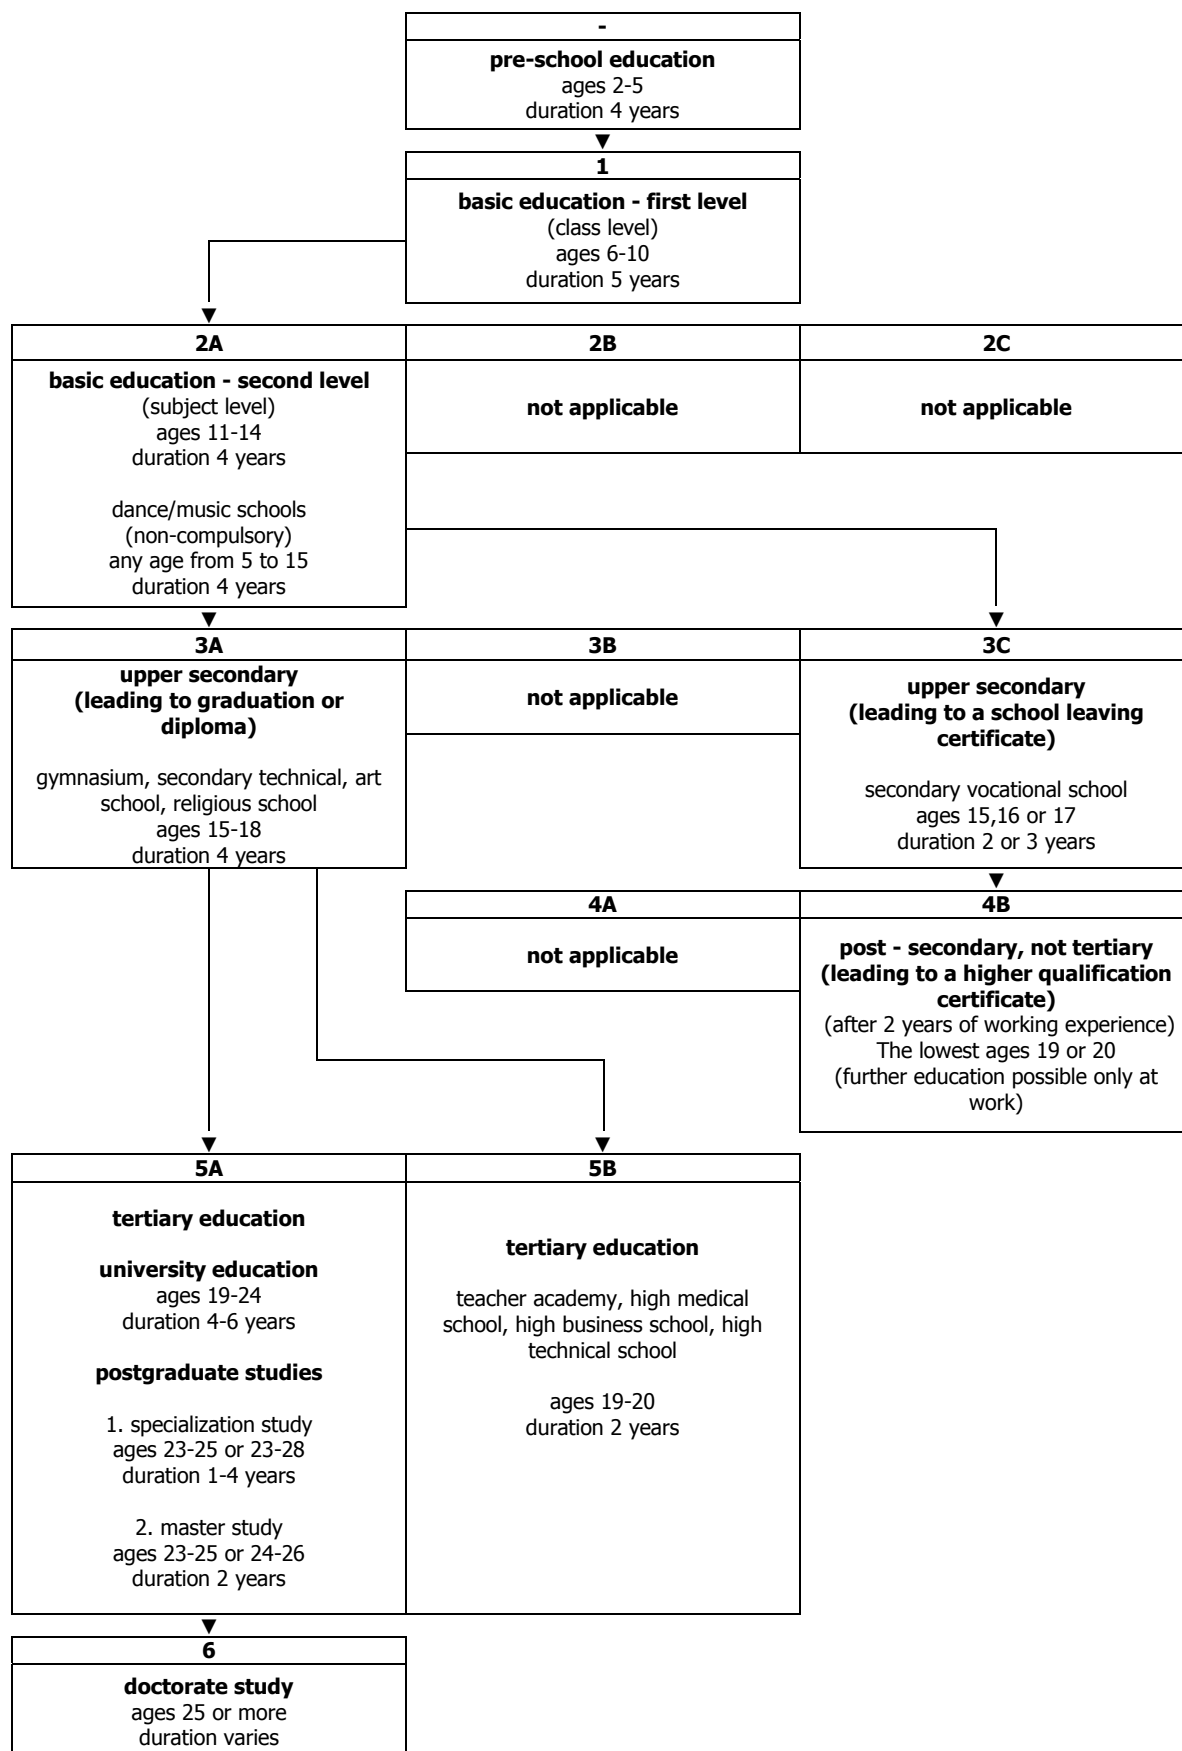 -
pre-school education
ages 2-5
duration 4 years
1
basic education - first level
(class level)
ages 6-10
duration 5 years
2A
2B
2C
basic education - second level
(subject level)
ages 11-14
duration 4 years
dance/music schools
(non-compulsory)
any age from 5 to 15
duration 4 years
not applicable
not applicable
3A
3B
3C
upper secondary
(leading to graduation or
diploma)
gymnasium, secondary technical, art
school, religious school
ages 15-18
duration 4 years
not applicable
upper secondary
(leading to a school leaving
certificate)
secondary vocational school
ages 15,16 or 17
duration 2 or 3 years
4A
4B
not applicable
post - secondary, not tertiary
(leading to a higher qualification
certificate)
(after 2 years of working experience)
The lowest ages 19 or 20
(further education possible only at
work)
5A
5B
tertiary education
university education
ages 19-24
duration 4-6 years
postgraduate studies
1. specialization study
ages 23-25 or 23-28
duration 1-4 years
2. master study
ages 23-25 or 24-26
duration 2 years
tertiary education
teacher academy, high medical
school, high business school, high
technical school
ages 19-20
duration 2 years
6
doctorate study
ages 25 or more
duration varies